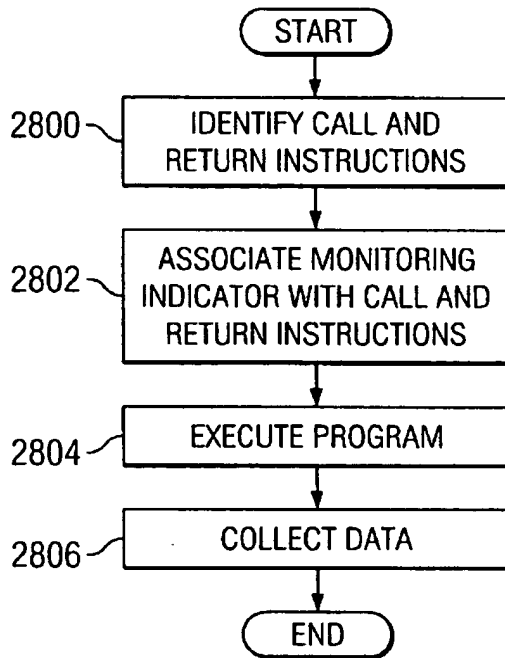 START
2800
IDENTIFY CALL AND
RETURN INSTRUCTIONS
2802
ASSOCIATE MONITORING
INDICATOR WITH CALL AND
RETURN INSTRUCTIONS
2804
EXECUTE PROGRAM
2806
COLLECT DATA
END